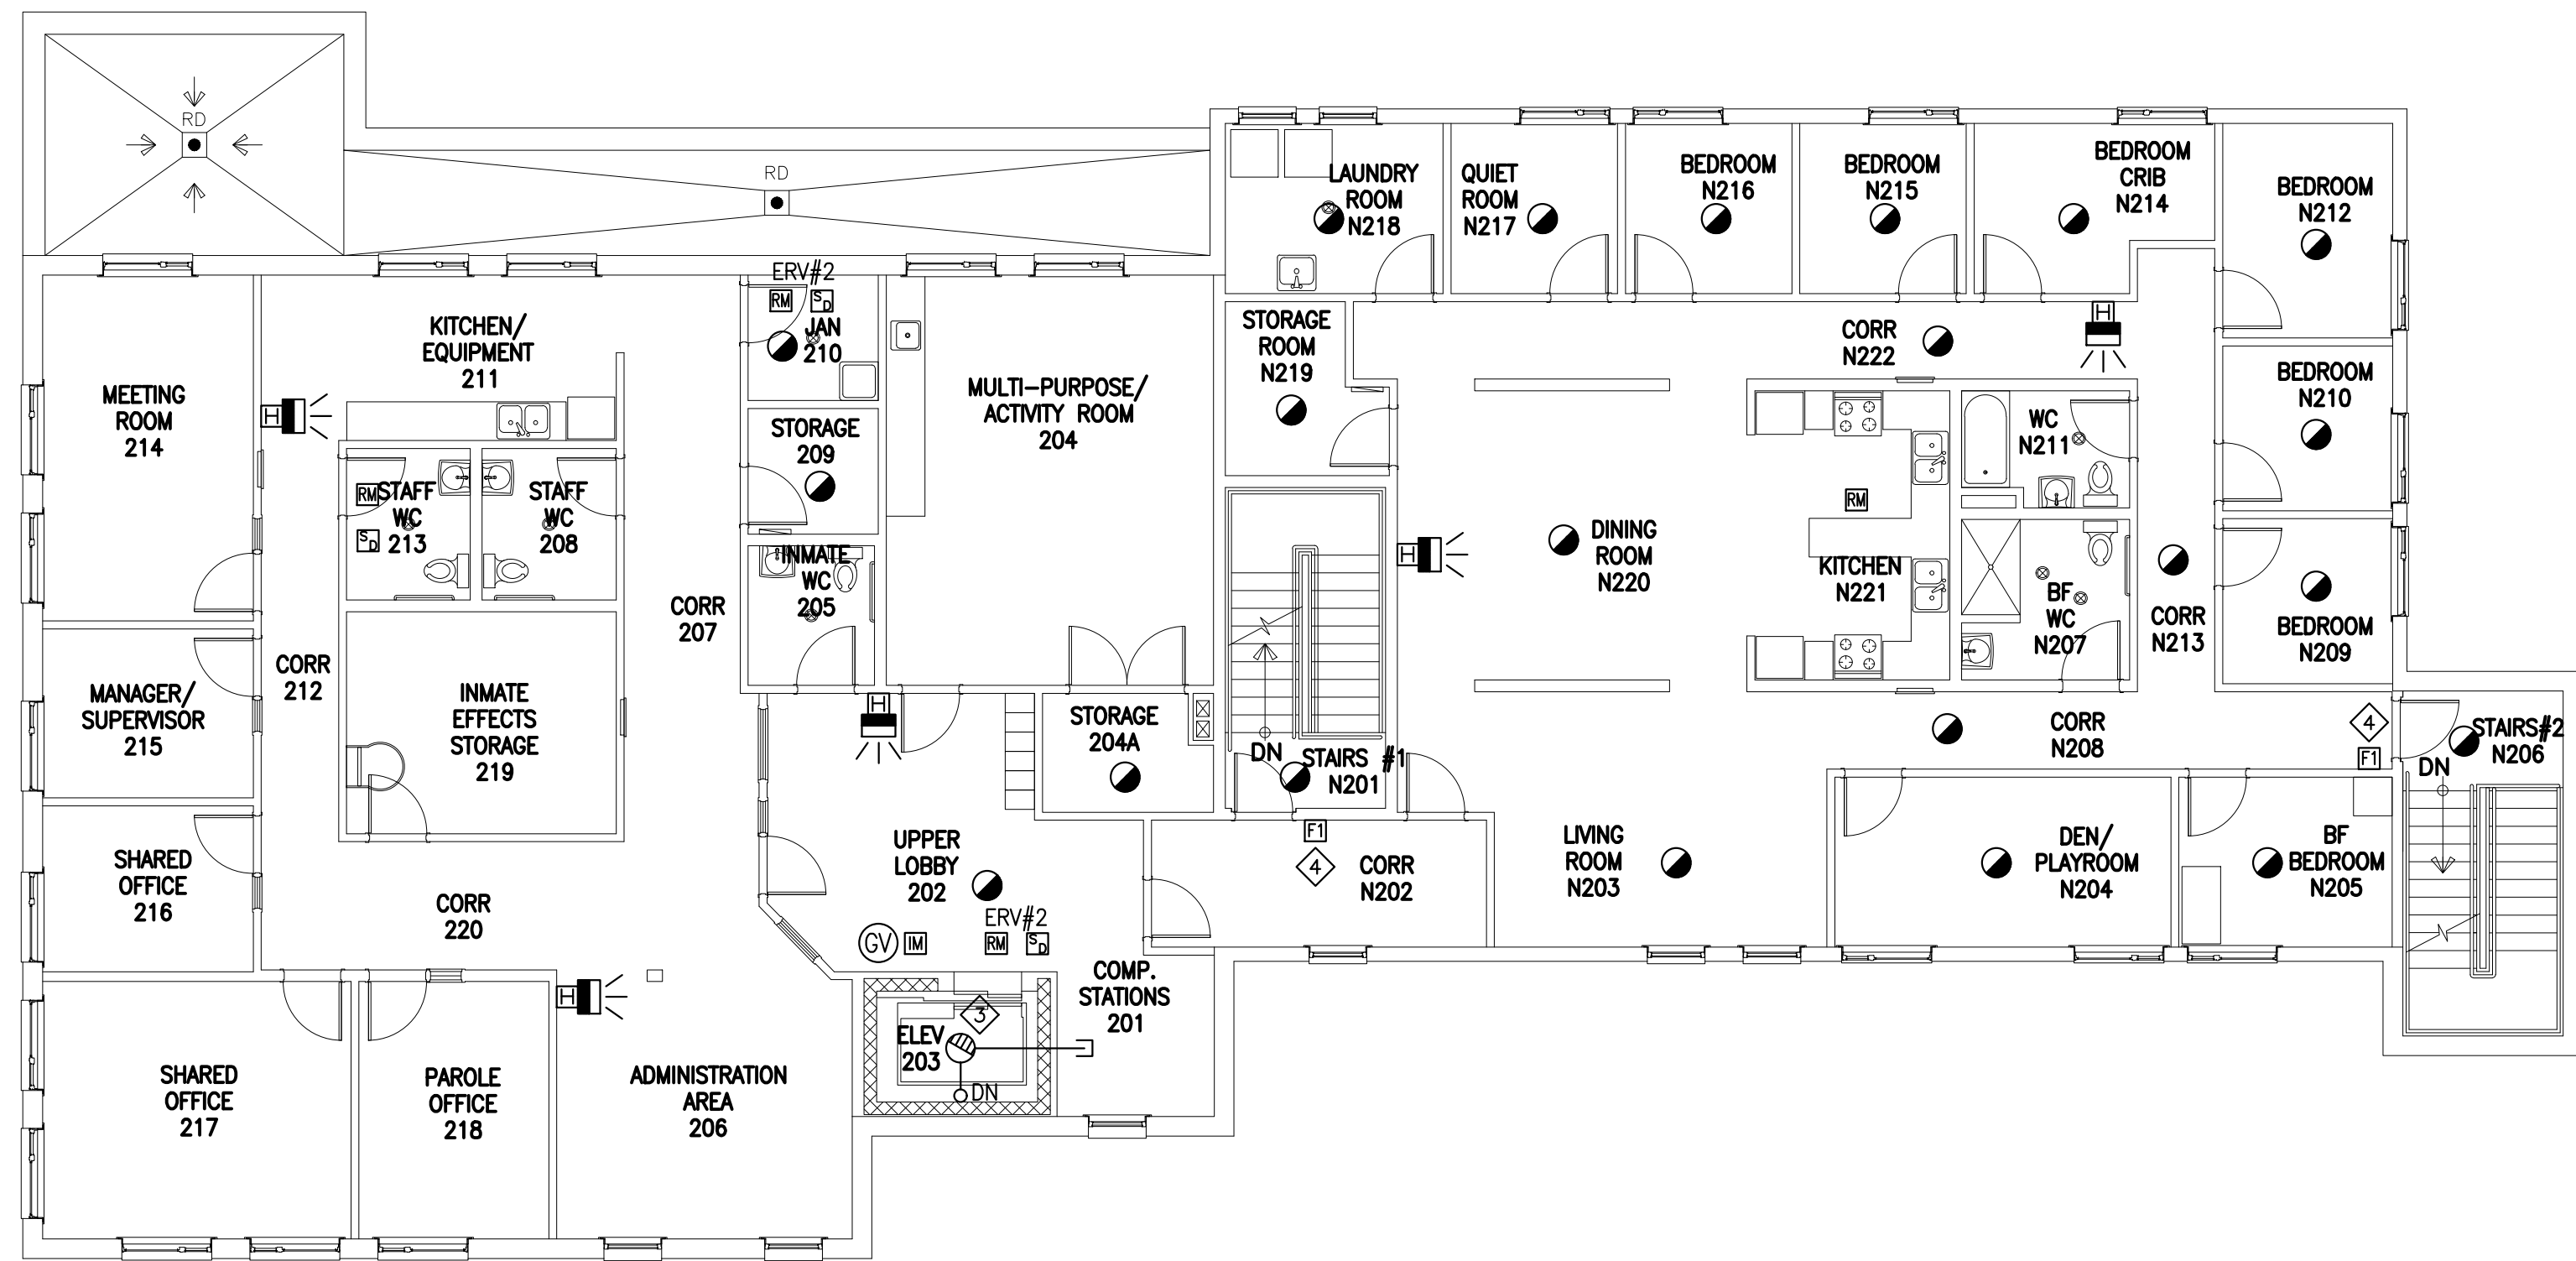 RD
RD
LAUNDRY
ROOM
N218
QUIET
ROOM
N217
BEDROOM
N216
BEDROOM
N215
BEDROOM
CRIB
N214
BEDROOM
N212
ERV#2
RM
SD
JAN
210
KITCHEN/
EQUIPMENT
211
MEETING
ROOM
214
H
STORAGE
209
MULTI-PURPOSE/
ACTIVITY ROOM
204
STORAGE
ROOM
N219
CORR
N222
H
BEDROOM
N210
WC
N211
RM
STAFF
WC
213
SD
STAFF
WC
208
INMATE
WC
205
CORR
207
H
DINING
ROOM
N220
RM
KITCHEN
N221
BF
WC
N207
CORR
N213
BEDROOM
N209
CORR
212
MANAGER/
SUPERVISOR
215
INMATE
EFFECTS
STORAGE
219
H
STORAGE
204A
DN
STAIRS #1
N201
CORR
N208
4
F1
STAIRS#2
N206
DN
SHARED
OFFICE
216
CORR
220
UPPER
LOBBY
202
GV
IM
ERV#2
RM
SD
F1
4
CORR
N202
LIVING
ROOM
N203
DEN/
PLAYROOM
N204
BF
BEDROOM
N205
H
COMP.
STATIONS
201
3
ELEV
203
DN
SHARED
OFFICE
217
PAROLE
OFFICE
218
ADMINISTRATION
AREA
206